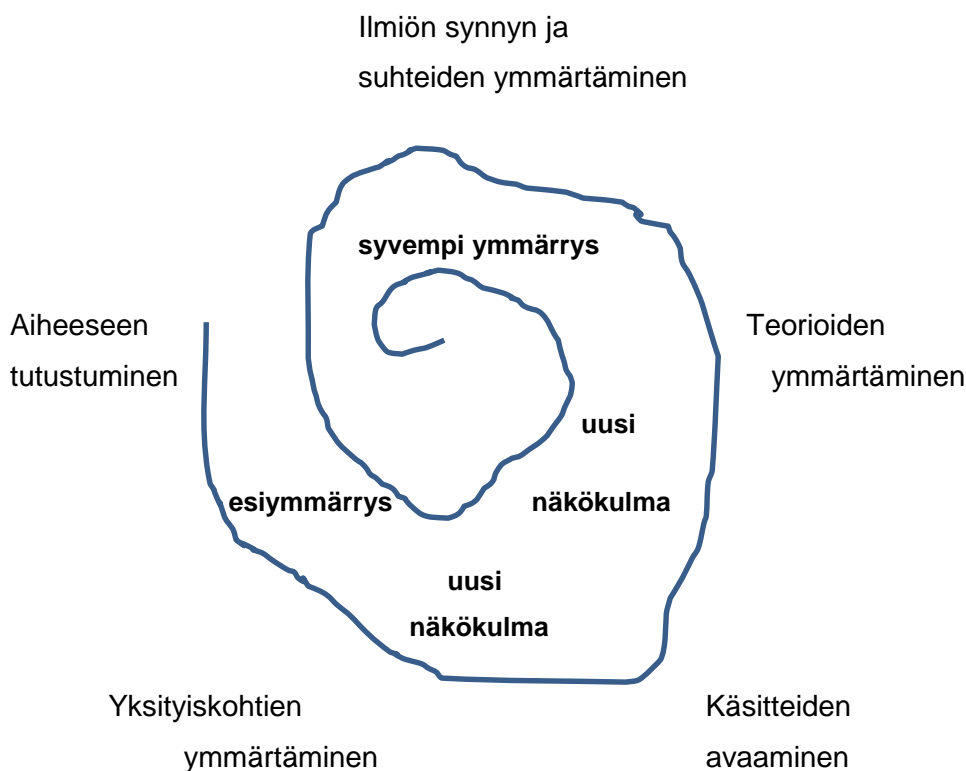 Ilmiön synnyn ja
suhteiden ymmärtäminen
syvempi ymmärrys
Aiheeseen
tutustuminen
Teorioiden
ymmärtäminen
uusi
näkökulma
esiymmärrys
uusi
näkökulma
Yksityiskohtien
ymmärtäminen
Käsitteiden
avaaminen